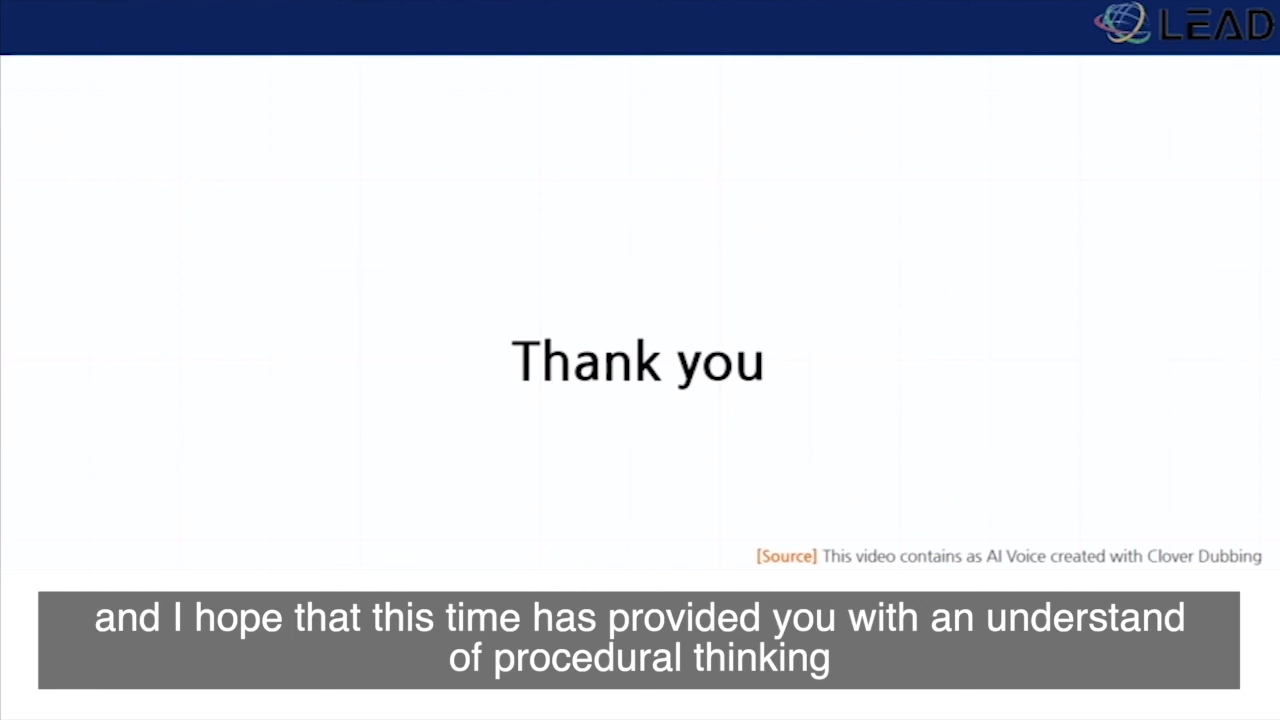 LEAD
Thank you
[Source] This video contains as AI Voice created with Clover Dubbing
and I hope that this time has provided you with an understand
of procedural thinking